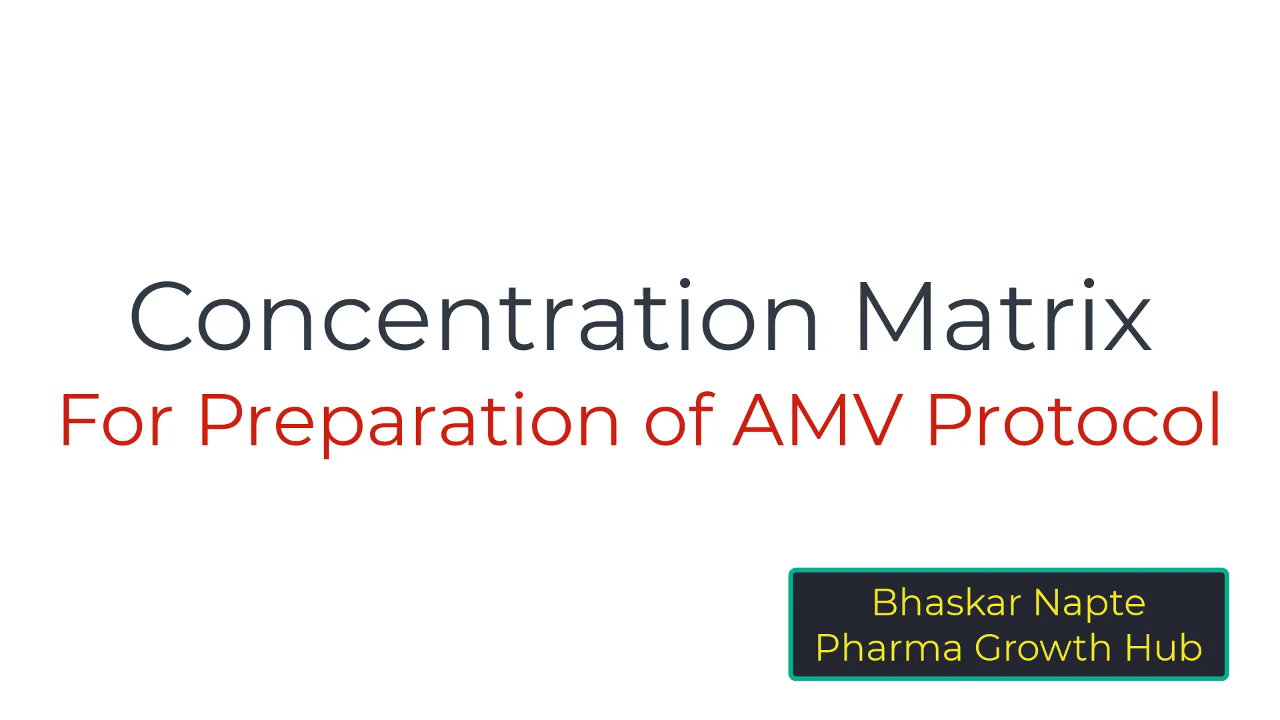 Concentration Matrix
For Preparation of AMV Protocol
Bhaskar Napte
Pharma Growth Hub